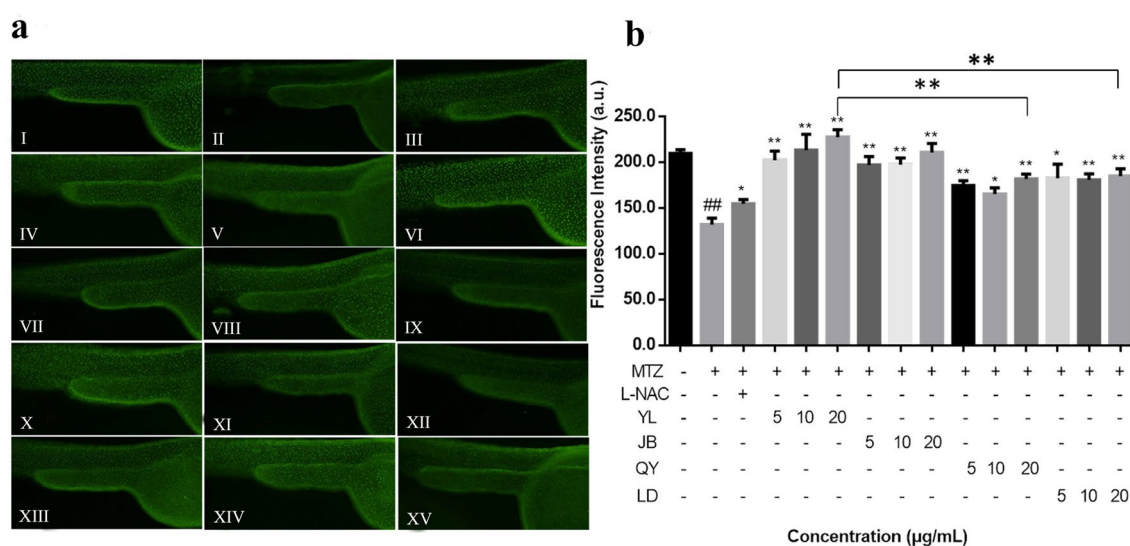 a
I
II
III
IV
V
VI
VII
VIII
IX
X
XI
XII
XIII
XIV
XV
b
Fluorescence Intensity (a.u.)
250.0
200.0
150.0
100.0
50.0
0.0
**
**
## * ** ** ** ** ** ** ** * ** * ** **
MTZ - + + + + + + + + + + + + + +
L-NAC - - + - - - - - - - - - - - -
YL - - - 5 10 20 - - - - - - - - -
JB - - - - - - 5 10 20 - - - - - -
QY - - - - - - - - - 5 10 20 - - -
LD - - - - - - - - - - - - 5 10 20
Concentration (µg/mL)